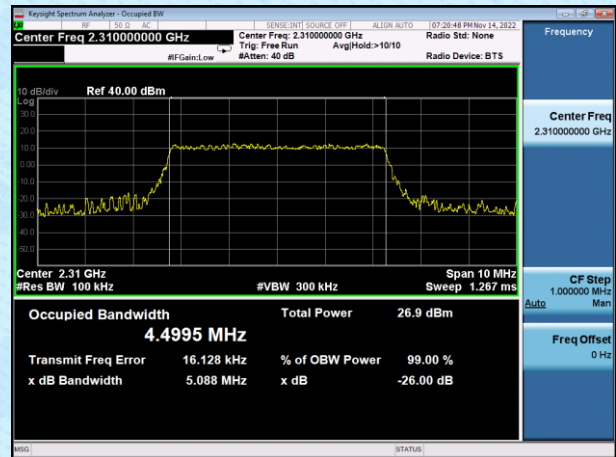 Keysight Spectrum Analyzer - Occupied BW
RF 50 Ω AC SENSE:INT SOURCE OFF ALIGN AUTO 07:20:48 PM Nov 14, 2022
Center Freq 2.310000000 GHz
Center Freq: 2.310000000 GHz Radio Std: None
Trig: Free Run Avg|Hold:>10/10
#IFGain:Low #Atten: 40 dB Radio Device: BTS
Frequency
10 dB/div Ref 40.00 dBm
Log
30.0
20.0
10.0
0.00
-10.0
-20.0
-30.0
-40.0
-50.0
Center Freq
2.310000000 GHz
Center 2.31 GHz Span 10 MHz
#Res BW 100 kHz #VBW 300 kHz Sweep 1.267 ms
CF Step
1.000000 MHz
Auto Man
Occupied Bandwidth Total Power 26.9 dBm
4.4995 MHz
Transmit Freq Error 16.128 kHz % of OBW Power 99.00 %
x dB Bandwidth 5.088 MHz x dB -26.00 dB
Freq Offset
0 Hz
MSG STATUS